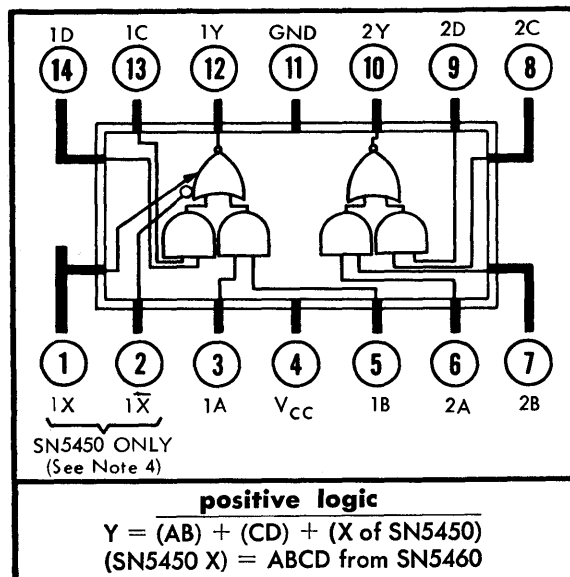 1D 1C 1Y GND 2Y 2D 2C
14 13 12 11 10 9 8
1 2 3 4 5 6 7
1X 1X̄ 1A VCC 1B 2A 2B
SN5450 ONLY
(See Note 4)
positive logic
Y = (AB) + (CD) + (X of SN5450)
(SN5450 X) = ABCD from SN5460